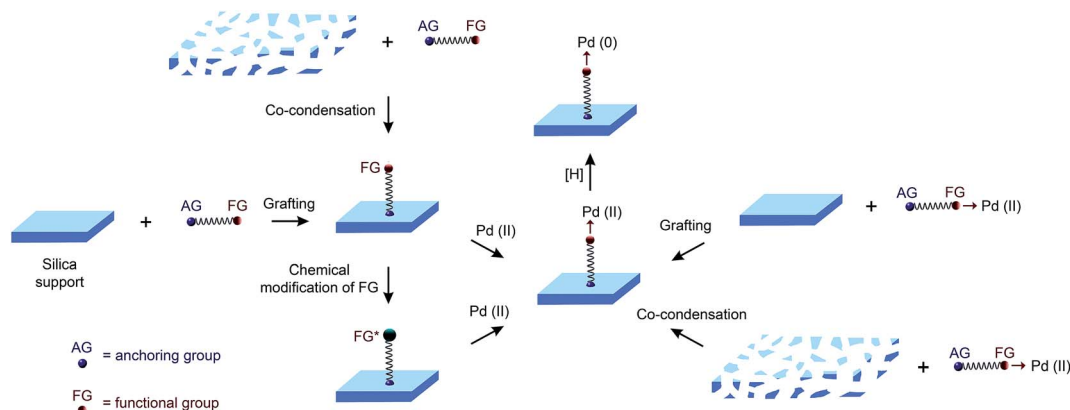 AG FG
+
Co-condensation
Pd (0)
[H]
FG
Pd (II)
AG FG
+
Grafting
Silica
support
Pd (II)
Chemical
modification of FG
Pd (II)
FG*
AG FG
+ Pd (II)
Grafting
Co-condensation
AG FG
+ Pd (II)
AG = anchoring group
FG = functional group